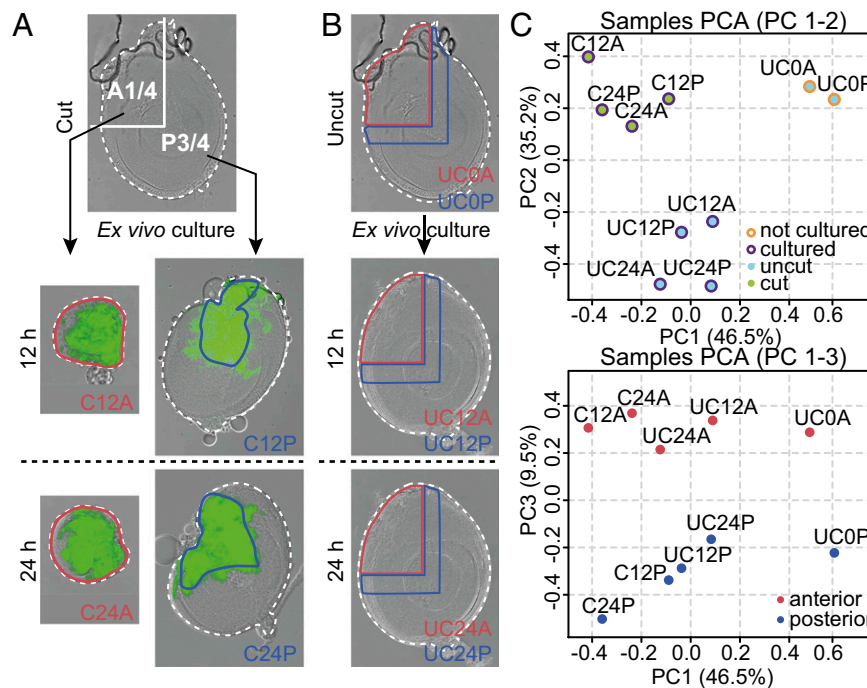 A
Cut
A1/4
P3/4
Ex vivo culture
12 h
C12A
C12P
24 h
C24A
C24P
B
Uncut
UC0A
UC0P
Ex vivo culture
12 h
UC12A
UC12P
24 h
UC24A
UC24P
C
Samples PCA (PC 1-2)
PC2 (35.2%)
0.4
0.2
0.0
-0.2
-0.4
C12A
C24P
C12P
C24A
UC0A
UC0P
UC12A
UC12P
UC24A
UC24P
not cultured
cultured
uncut
cut
-0.4 -0.2 0.0 0.2 0.4 0.6
PC1 (46.5%)
Samples PCA (PC 1-3)
PC3 (9.5%)
0.4
0.2
0.0
-0.2
-0.4
C12A
C24A
UC12A
UC24A
UC0A
UC24P
UC12P
C12P
UC0P
C24P
anterior
posterior
-0.4 -0.2 0.0 0.2 0.4 0.6
PC1 (46.5%)